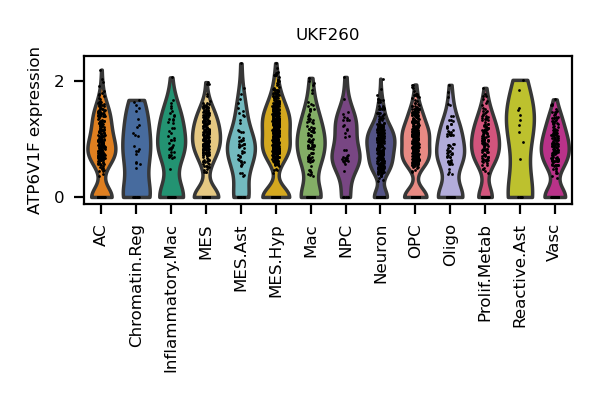 UKF260
ATP6V1F expression
2
0
AC
Chromatin.Reg
Inflammatory.Mac
MES
MES.Ast
MES.Hyp
Mac
NPC
Neuron
OPC
Oligo
Prolif.Metab
Reactive.Ast
Vasc